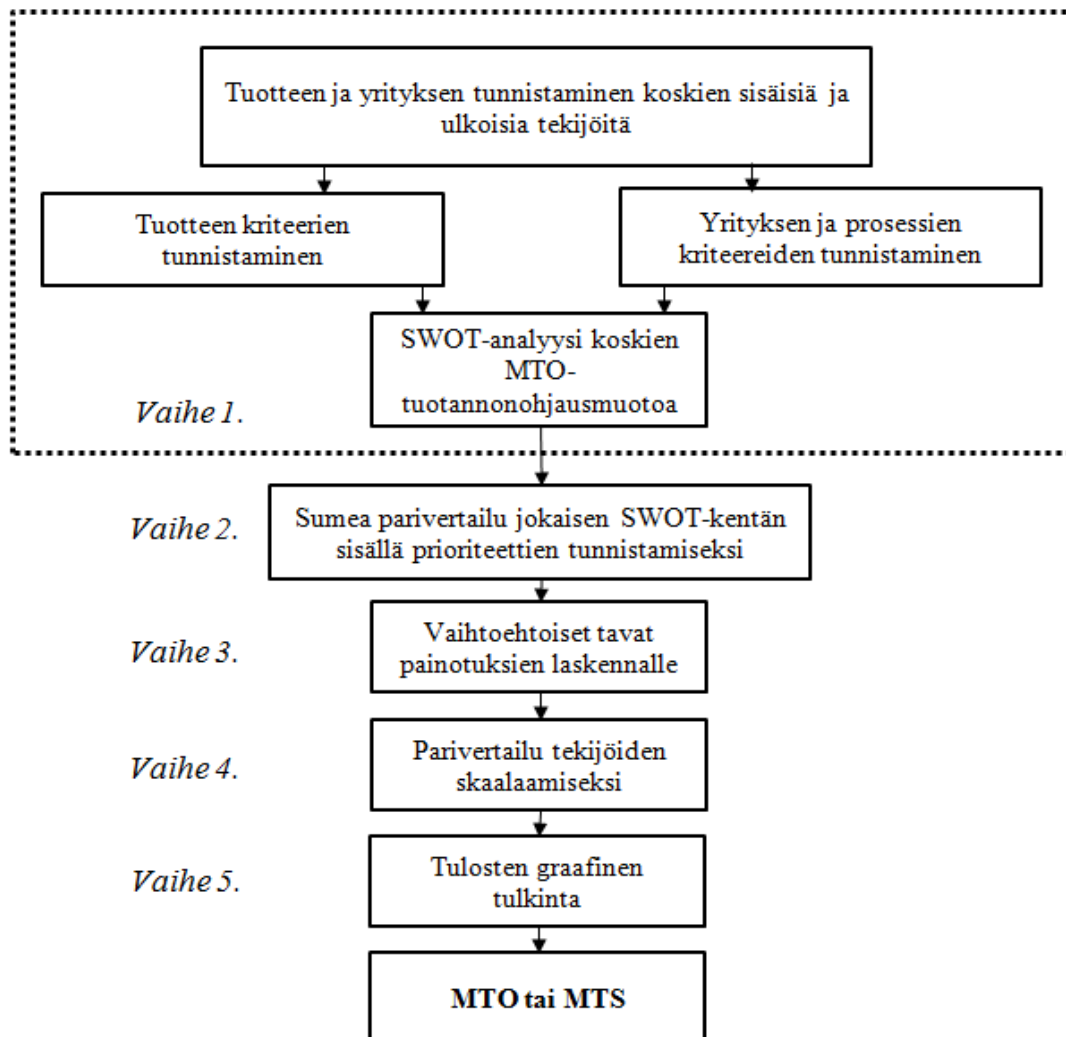 Tuotteen ja yrityksen tunnistaminen koskien sisäisiä ja
ulkoisia tekijöitä
Tuotteen kriteerien
tunnistaminen
Yrityksen ja prosessien
kriteereiden tunnistaminen
SWOT-analyysi koskien
MTO-
tuotannonohjausmuotoa
Vaihe 1.
Vaihe 2.
Sumea parivertailu jokaisen SWOT-kentän
sisällä prioriteettien tunnistamiseksi
Vaihe 3.
Vaihtoehtoiset tavat
painotuksien laskennalle
Vaihe 4.
Parivertailu tekijöiden
skaalaamiseksi
Vaihe 5.
Tulosten graafinen
tulkinta
MTO tai MTS